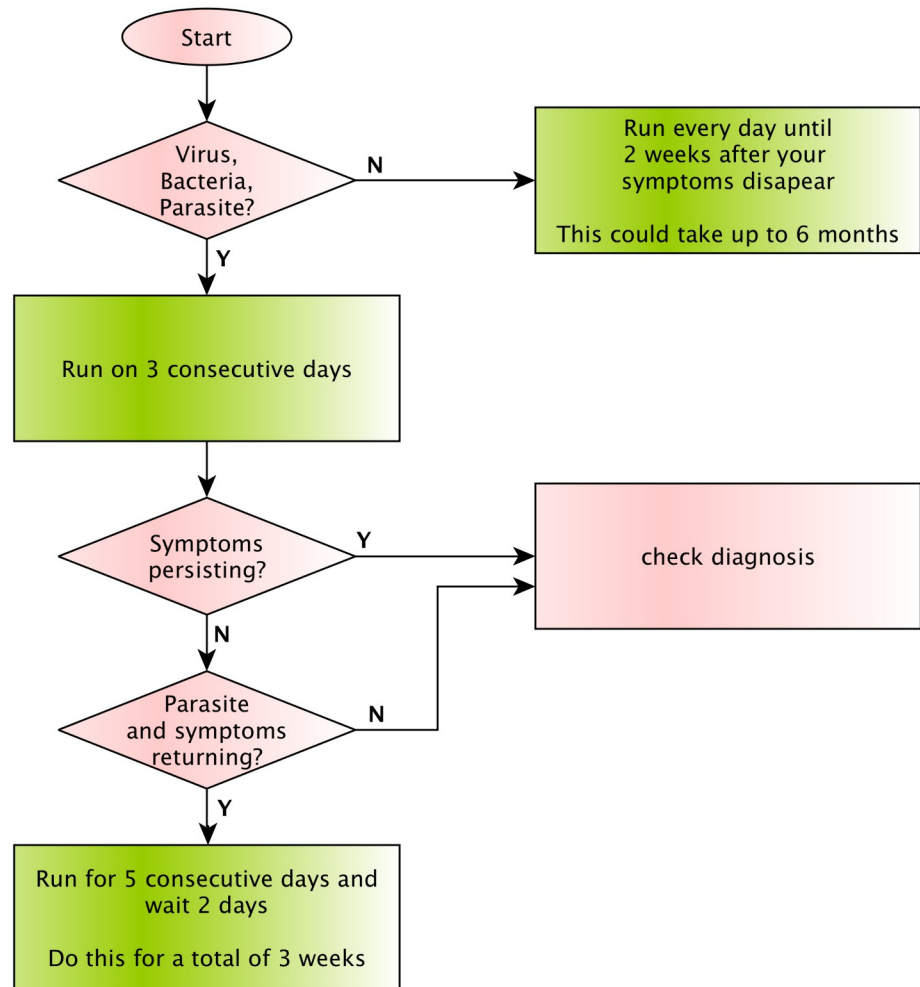 Start
Virus,
Bacteria,
Parasite?
N
Run every day until
2 weeks after your
symptoms disapear
This could take up to 6 months
Y
Run on 3 consecutive days
Symptoms
persisting?
Y
check diagnosis
N
Parasite
and symptoms
returning?
N
Y
Run for 5 consecutive days and
wait 2 days
Do this for a total of 3 weeks